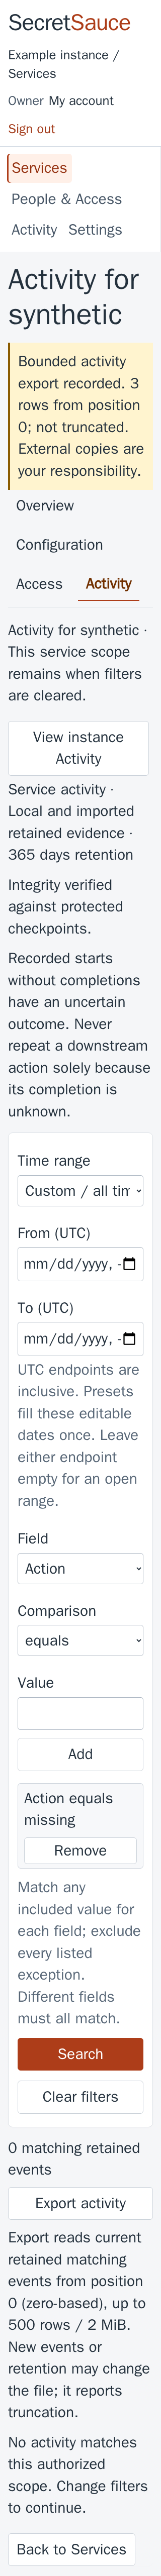 SecretSauce
Example instance /
Services
Owner My account
Sign out
Services
People & Access
Activity Settings
Activity for
synthetic
Bounded activity
export recorded. 3
rows from position
0; not truncated.
External copies are
your responsibility.
Overview
Configuration
Access Activity
Activity for synthetic ·
This service scope
remains when filters
are cleared.
View instance
Activity
Service activity ·
Local and imported
retained evidence ·
365 days retention
Integrity verified
against protected
checkpoints.
Recorded starts
without completions
have an uncertain
outcome. Never
repeat a downstream
action solely because
its completion is
unknown.
Time range
Custom / all tim
From (UTC)
mm/dd/yyyy, -
To (UTC)
mm/dd/yyyy, -
UTC endpoints are
inclusive. Presets
fill these editable
dates once. Leave
either endpoint
empty for an open
range.
Field
Action
Comparison
equals
Value
Add
Action equals
missing
Remove
Match any
included value for
each field; exclude
every listed
exception.
Different fields
must all match.
Search
Clear filters
0 matching retained
events
Export activity
Export reads current
retained matching
events from position
0 (zero-based), up to
500 rows / 2 MiB.
New events or
retention may change
the file; it reports
truncation.
No activity matches
this authorized
scope. Change filters
to continue.
Back to Services